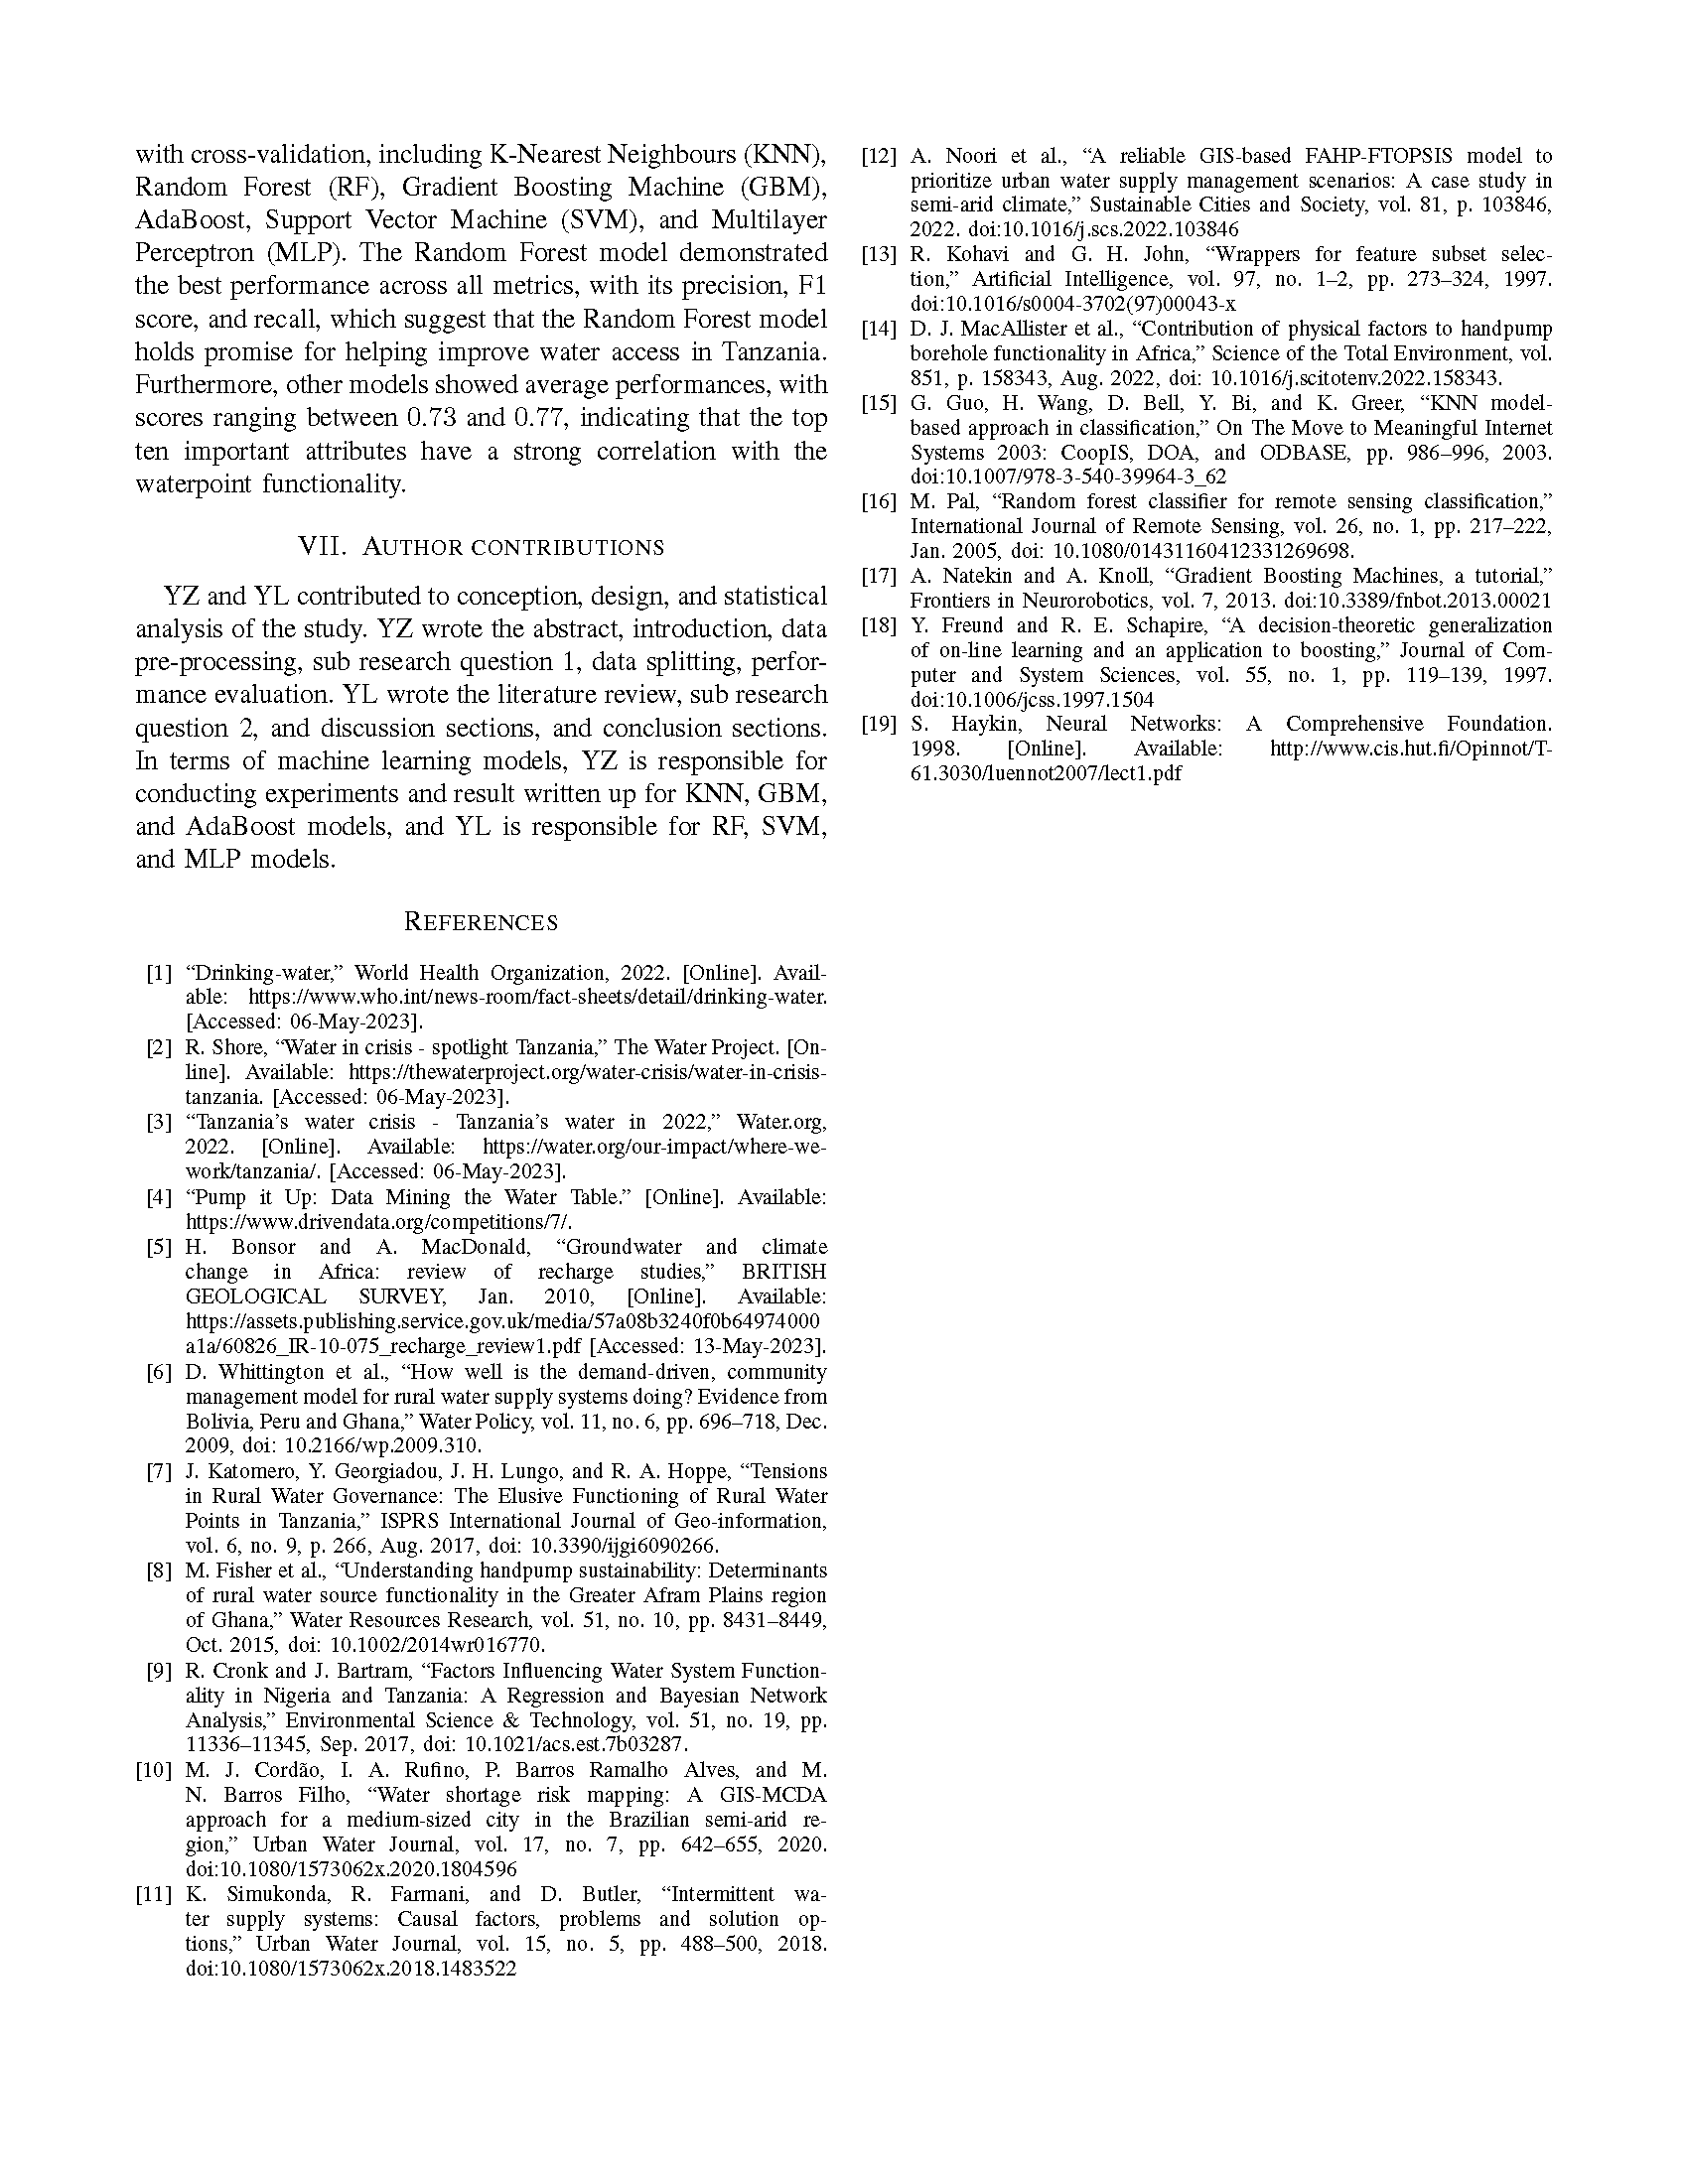 with cross-validation, including K-Nearest Neighbours (KNN),
Random Forest (RF), Gradient Boosting Machine (GBM),
AdaBoost, Support Vector Machine (SVM), and Multilayer
Perceptron (MLP). The Random Forest model demonstrated
the best performance across all metrics, with its precision, F1
score, and recall, which suggest that the Random Forest model
holds promise for helping improve water access in Tanzania.
Furthermore, other models showed average performances, with
scores ranging between 0.73 and 0.77, indicating that the top
ten important attributes have a strong correlation with the
waterpoint functionality.
VII. AUTHOR CONTRIBUTIONS
YZ and YL contributed to conception, design, and statistical
analysis of the study. YZ wrote the abstract, introduction, data
pre-processing, sub research question 1, data splitting, perfor-
mance evaluation. YL wrote the literature review, sub research
question 2, and discussion sections, and conclusion sections.
In terms of machine learning models, YZ is responsible for
conducting experiments and result written up for KNN, GBM,
and AdaBoost models, and YL is responsible for RF, SVM,
and MLP models.
REFERENCES
[1] “Drinking-water,” World Health Organization, 2022. [Online]. Avail-
able: https://www.who.int/news-room/fact-sheets/detail/drinking-water.
[Accessed: 06-May-2023].
[2] R. Shore, “Water in crisis - spotlight Tanzania,” The Water Project. [On-
line]. Available: https://thewaterproject.org/water-crisis/water-in-crisis-
tanzania. [Accessed: 06-May-2023].
[3] “Tanzania’s water crisis - Tanzania’s water in 2022,” Water.org,
2022. [Online]. Available: https://water.org/our-impact/where-we-
work/tanzania/. [Accessed: 06-May-2023].
[4] “Pump it Up: Data Mining the Water Table.” [Online]. Available:
https://www.drivendata.org/competitions/7/.
[5] H. Bonsor and A. MacDonald, “Groundwater and climate
change in Africa: review of recharge studies,” BRITISH
GEOLOGICAL SURVEY, Jan. 2010, [Online]. Available:
https://assets.publishing.service.gov.uk/media/57a08b3240f0b64974000
a1a/60826_IR-10-075_recharge_review1.pdf [Accessed: 13-May-2023].
[6] D. Whittington et al., “How well is the demand-driven, community
management model for rural water supply systems doing? Evidence from
Bolivia, Peru and Ghana,” Water Policy, vol. 11, no. 6, pp. 696–718, Dec.
2009, doi: 10.2166/wp.2009.310.
[7] J. Katomero, Y. Georgiadou, J. H. Lungo, and R. A. Hoppe, “Tensions
in Rural Water Governance: The Elusive Functioning of Rural Water
Points in Tanzania,” ISPRS International Journal of Geo-information,
vol. 6, no. 9, p. 266, Aug. 2017, doi: 10.3390/ijgi6090266.
[8] M. Fisher et al., “Understanding handpump sustainability: Determinants
of rural water source functionality in the Greater Afram Plains region
of Ghana,” Water Resources Research, vol. 51, no. 10, pp. 8431–8449,
Oct. 2015, doi: 10.1002/2014wr016770.
[9] R. Cronk and J. Bartram, “Factors Influencing Water System Function-
ality in Nigeria and Tanzania: A Regression and Bayesian Network
Analysis,” Environmental Science & Technology, vol. 51, no. 19, pp.
11336–11345, Sep. 2017, doi: 10.1021/acs.est.7b03287.
[10] M. J. Cordão, I. A. Rufino, P. Barros Ramalho Alves, and M.
N. Barros Filho, “Water shortage risk mapping: A GIS-MCDA
approach for a medium-sized city in the Brazilian semi-arid re-
gion,” Urban Water Journal, vol. 17, no. 7, pp. 642–655, 2020.
doi:10.1080/1573062x.2020.1804596
[11] K. Simukonda, R. Farmani, and D. Butler, “Intermittent wa-
ter supply systems: Causal factors, problems and solution op-
tions,” Urban Water Journal, vol. 15, no. 5, pp. 488–500, 2018.
doi:10.1080/1573062x.2018.1483522
[12] A. Noori et al., “A reliable GIS-based FAHP-FTOPSIS model to
prioritize urban water supply management scenarios: A case study in
semi-arid climate,” Sustainable Cities and Society, vol. 81, p. 103846,
2022. doi:10.1016/j.scs.2022.103846
[13] R. Kohavi and G. H. John, “Wrappers for feature subset selec-
tion,” Artificial Intelligence, vol. 97, no. 1–2, pp. 273–324, 1997.
doi:10.1016/s0004-3702(97)00043-x
[14] D. J. MacAllister et al., “Contribution of physical factors to handpump
borehole functionality in Africa,” Science of the Total Environment, vol.
851, p. 158343, Aug. 2022, doi: 10.1016/j.scitotenv.2022.158343.
[15] G. Guo, H. Wang, D. Bell, Y. Bi, and K. Greer, “KNN model-
based approach in classification,” On The Move to Meaningful Internet
Systems 2003: CoopIS, DOA, and ODBASE, pp. 986–996, 2003.
doi:10.1007/978-3-540-39964-3_62
[16] M. Pal, “Random forest classifier for remote sensing classification,”
International Journal of Remote Sensing, vol. 26, no. 1, pp. 217–222,
Jan. 2005, doi: 10.1080/01431160412331269698.
[17] A. Natekin and A. Knoll, “Gradient Boosting Machines, a tutorial,”
Frontiers in Neurorobotics, vol. 7, 2013. doi:10.3389/fnbot.2013.00021
[18] Y. Freund and R. E. Schapire, “A decision-theoretic generalization
of on-line learning and an application to boosting,” Journal of Com-
puter and System Sciences, vol. 55, no. 1, pp. 119–139, 1997.
doi:10.1006/jcss.1997.1504
[19] S. Haykin, Neural Networks: A Comprehensive Foundation.
1998. [Online]. Available: http://www.cis.hut.fi/Opinnot/T-
61.3030/luennot2007/lect1.pdf